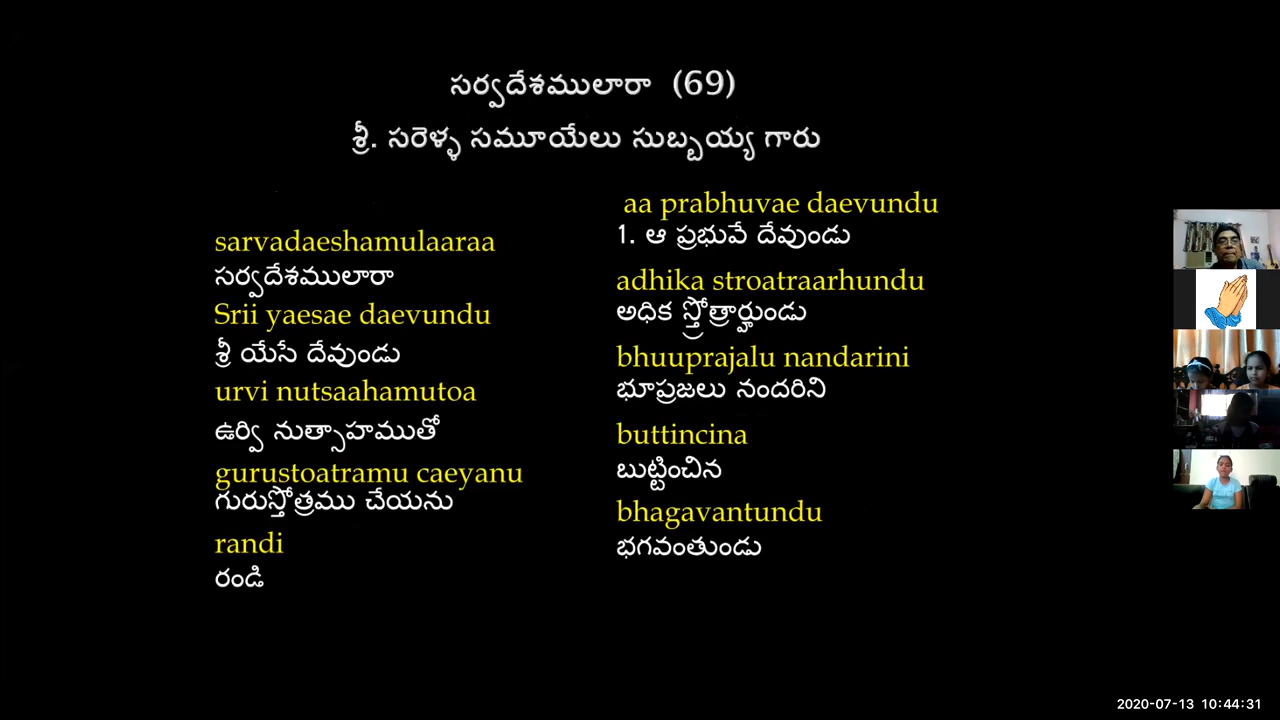 సర్వదేశములారా (69)
శ్రీ. సరెళ్ళ సమూయేలు సుబ్బయ్య గారు
sarvadaeshamulaaraa
సర్వదేశములారా
Srii yaesae daevundu
శ్రీ యేసే దేవుండు
urvi nutsaahamutoa
ఉర్వి నుత్సాహముతో
gurustoatramu caeyanu
గురుస్తోత్రము చేయను
randi
రండి
aa prabhuvae daevundu
1. ఆ ప్రభువే దేవుండు
adhika stroatraarhundu
అధిక స్త్రోత్రార్హుండు
bhuuprajalu nandarini
భూప్రజలు నందరిని
buttincina
బుట్టించిన
bhagavantundu
భగవంతుండు
2020-07-13 10:44:31